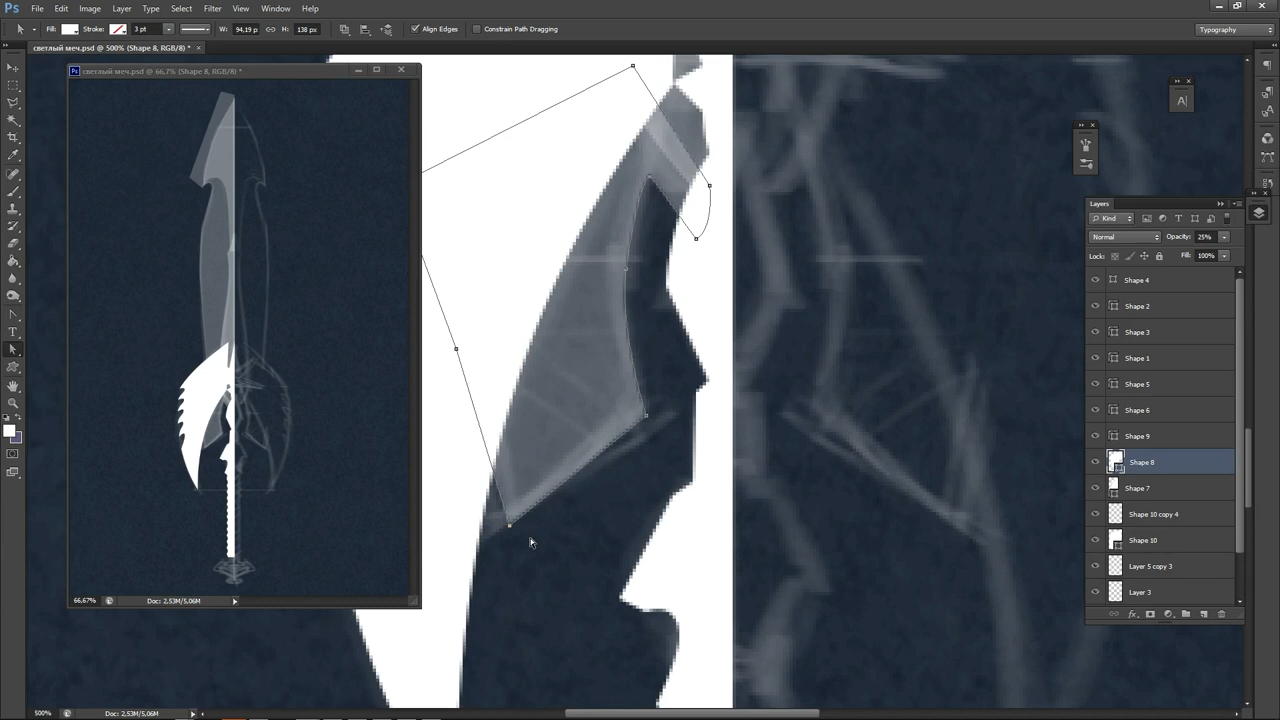 Ps File Edit Image Layer Type Select Filter View Window Help
Fill: Stroke: 3 pt W: 94,19 p H: 138 px Align Edges Constrain Path Dragging Typography
светлый меч.psd @ 500% (Shape 8, RGB/8) * ×
Ps светлый меч.psd @ 66,7% (Shape 8, RGB/8) *
A
Layers
Kind
Normal Opacity: 25%
Lock: Fill: 100%
Shape 4
Shape 2
Shape 3
Shape 1
Shape 5
Shape 6
Shape 9
Shape 8
Shape 7
Shape 10 copy 4
Shape 10
Layer 5 copy 3
Layer 3
fx
66,67% Doc: 2,53M/5,06M
500% Doc: 2,53M/5,06M